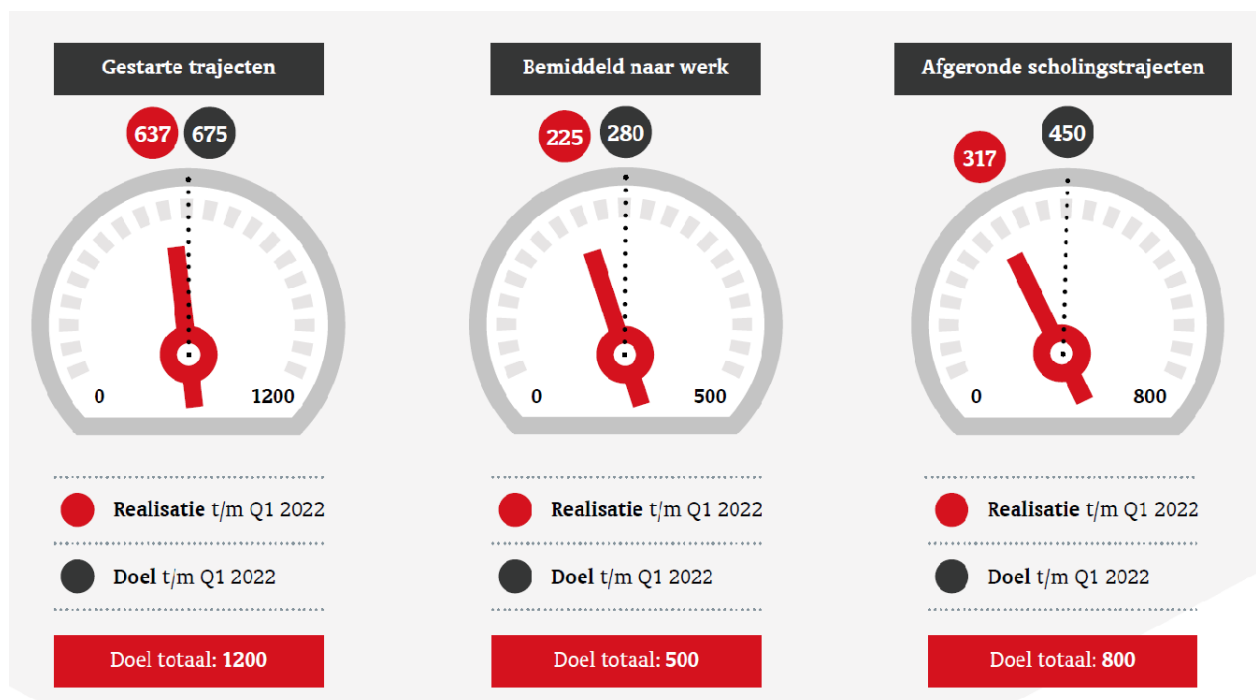 Gestarte trajecten
637 675
0 1200
Realisatie t/m Q1 2022
Doel t/m Q1 2022
Doel totaal: 1200
Bemiddeld naar werk
225 280
0 500
Realisatie t/m Q1 2022
Doel t/m Q1 2022
Doel totaal: 500
Afgeronde scholingstrajecten
317 450
0 800
Realisatie t/m Q1 2022
Doel t/m Q1 2022
Doel totaal: 800